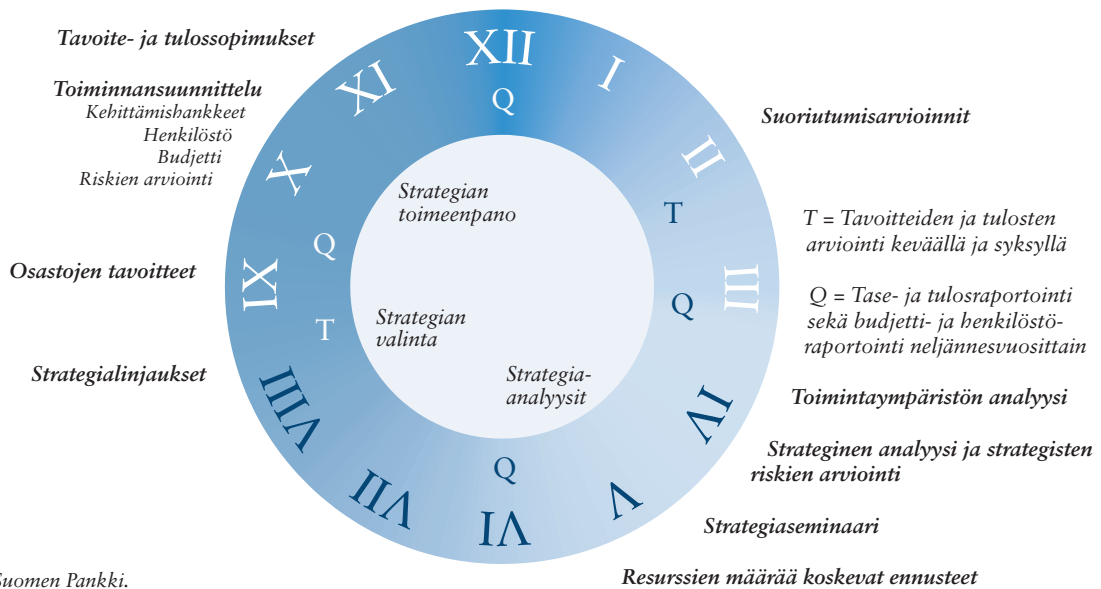 Tavoite- ja tulossopimukset
Toiminnansuunnittelu
Kehittämishankkeet
Henkilöstö
Budjetti
Riskien arviointi
Osastojen tavoitteet
Strategialinjaukset
XII
I
II
III
IV
V
VI
VII
VIII
IX
X
XI
Q
T
Q
Q
T
Q
Strategian
toimeenpano
Strategian
valinta
Strategia-
analyysit
Suoriutumisarvioinnit
T = Tavoitteiden ja tulosten
arviointi keväällä ja syksyllä
Q = Tase- ja tulosraportointi
sekä budjetti- ja henkilöstö-
raportointi neljännesvuosittain
Toimintaympäristön analyysi
Strateginen analyysi ja strategisten
riskien arviointi
Strategiaseminaari
Resurssien määrää koskevat ennusteet
Suomen Pankki.